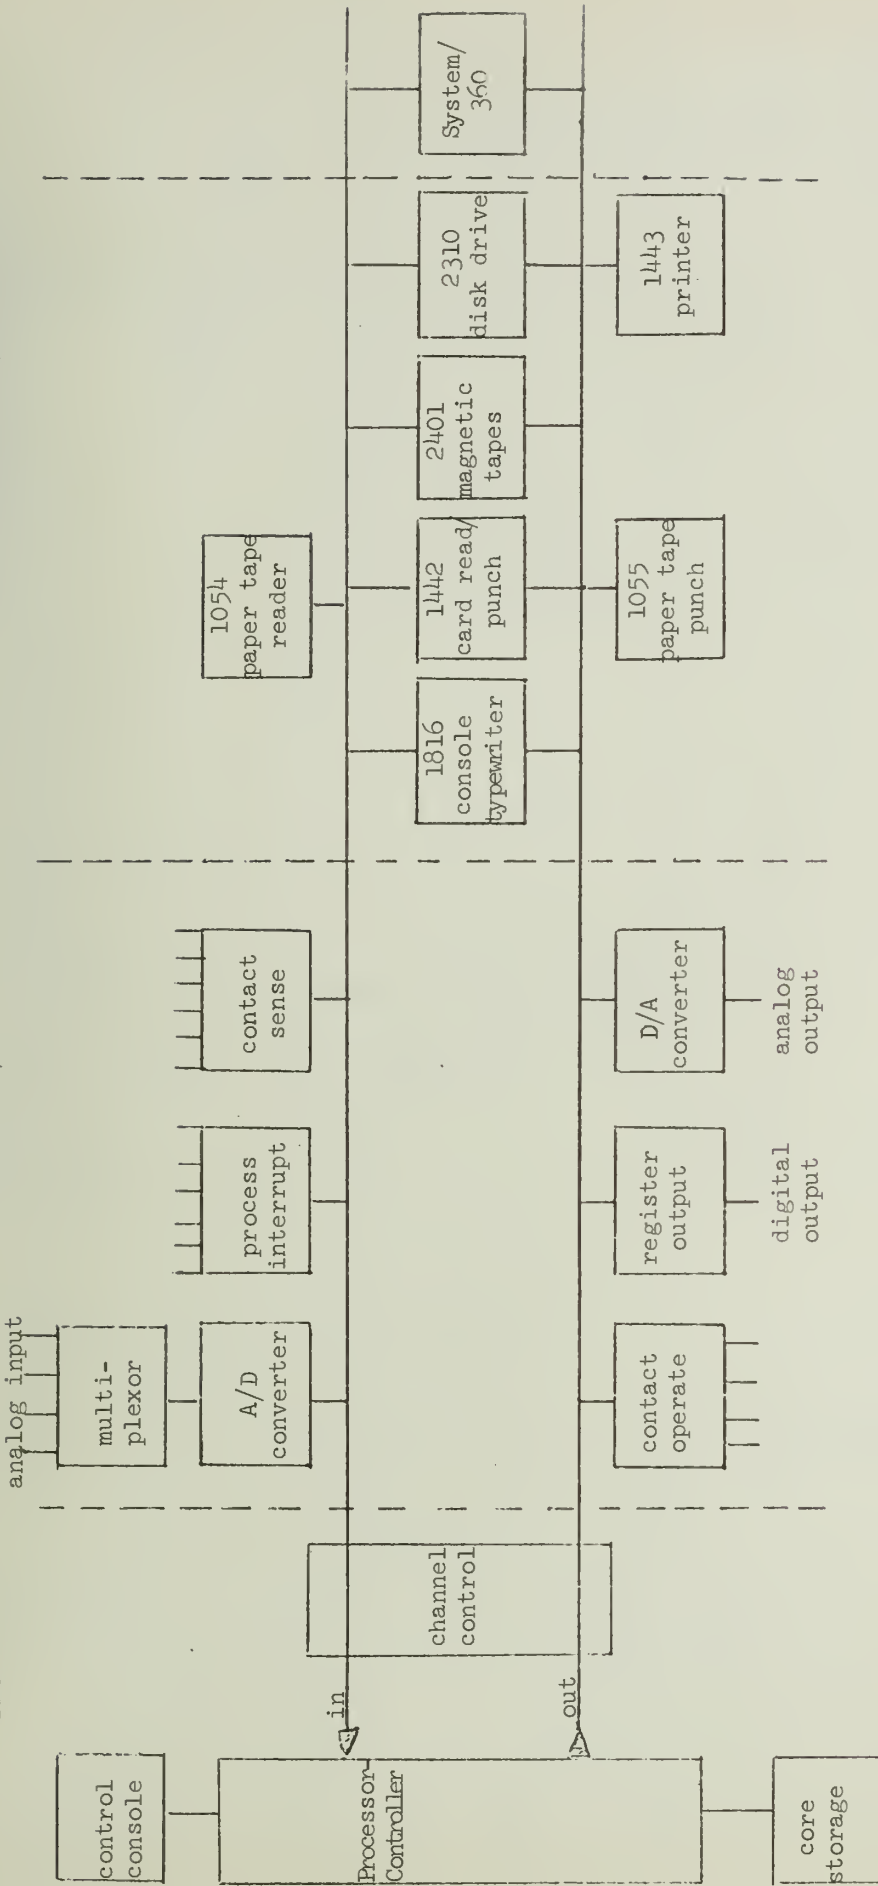 control
console
Processor-
Controller
core
storage
in
out
channel
control
analog input
multi-
plexor
A/D
converter
process
interrupt
contact
sense
contact
operate
register
output
digital
output
D/A
converter
analog
output
1054
paper tape
reader
1816
console
typewriter
1442
card read/
punch
2401
magnetic
tapes
2310
disk drive
1055
paper tape
punch
1443
printer
System/
360